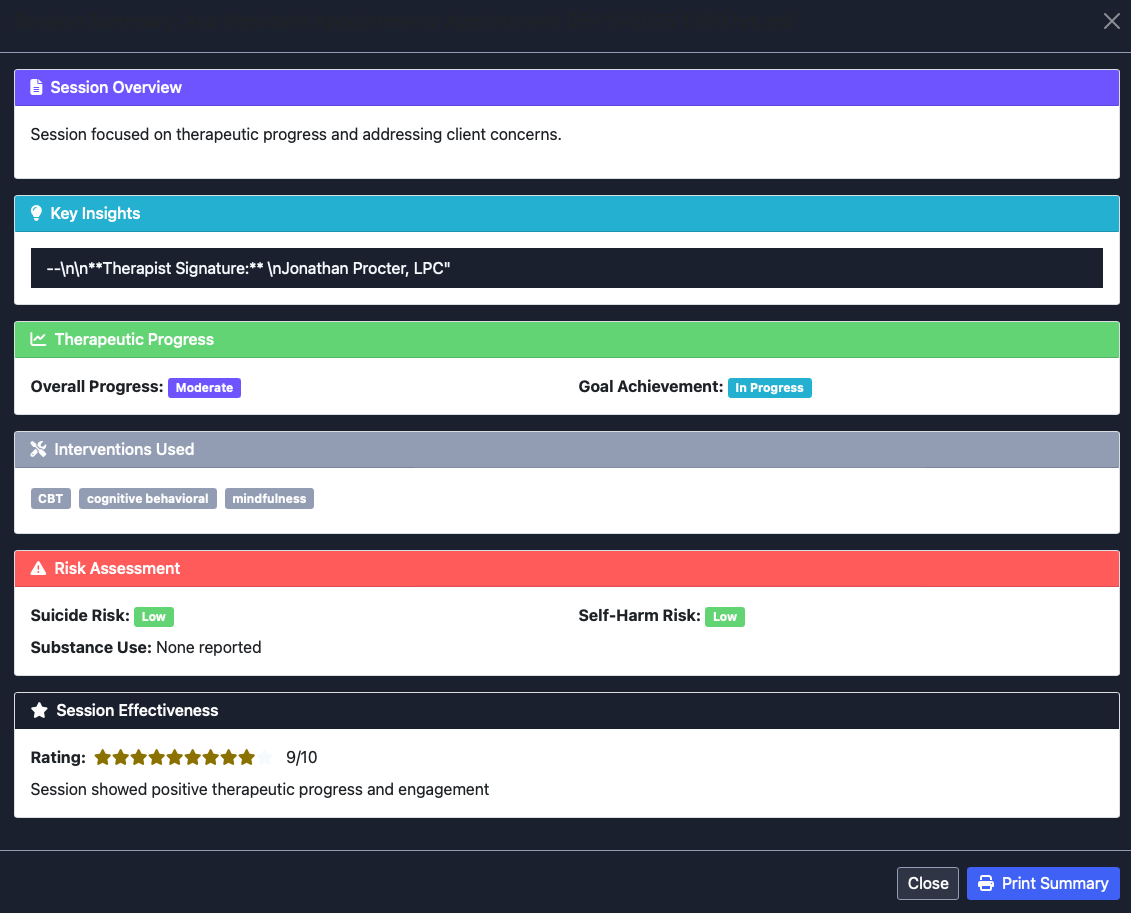 Session Overview
Session focused on therapeutic progress and addressing client concerns.
Key Insights
--\n\n**Therapist Signature:** \nJonathan Procter, LPC"
Therapeutic Progress
Overall Progress: Moderate
Goal Achievement: In Progress
Interventions Used
CBT cognitive behavioral mindfulness
Risk Assessment
Suicide Risk: Low
Self-Harm Risk: Low
Substance Use: None reported
Session Effectiveness
Rating: 9/10
Session showed positive therapeutic progress and engagement
Close Print Summary